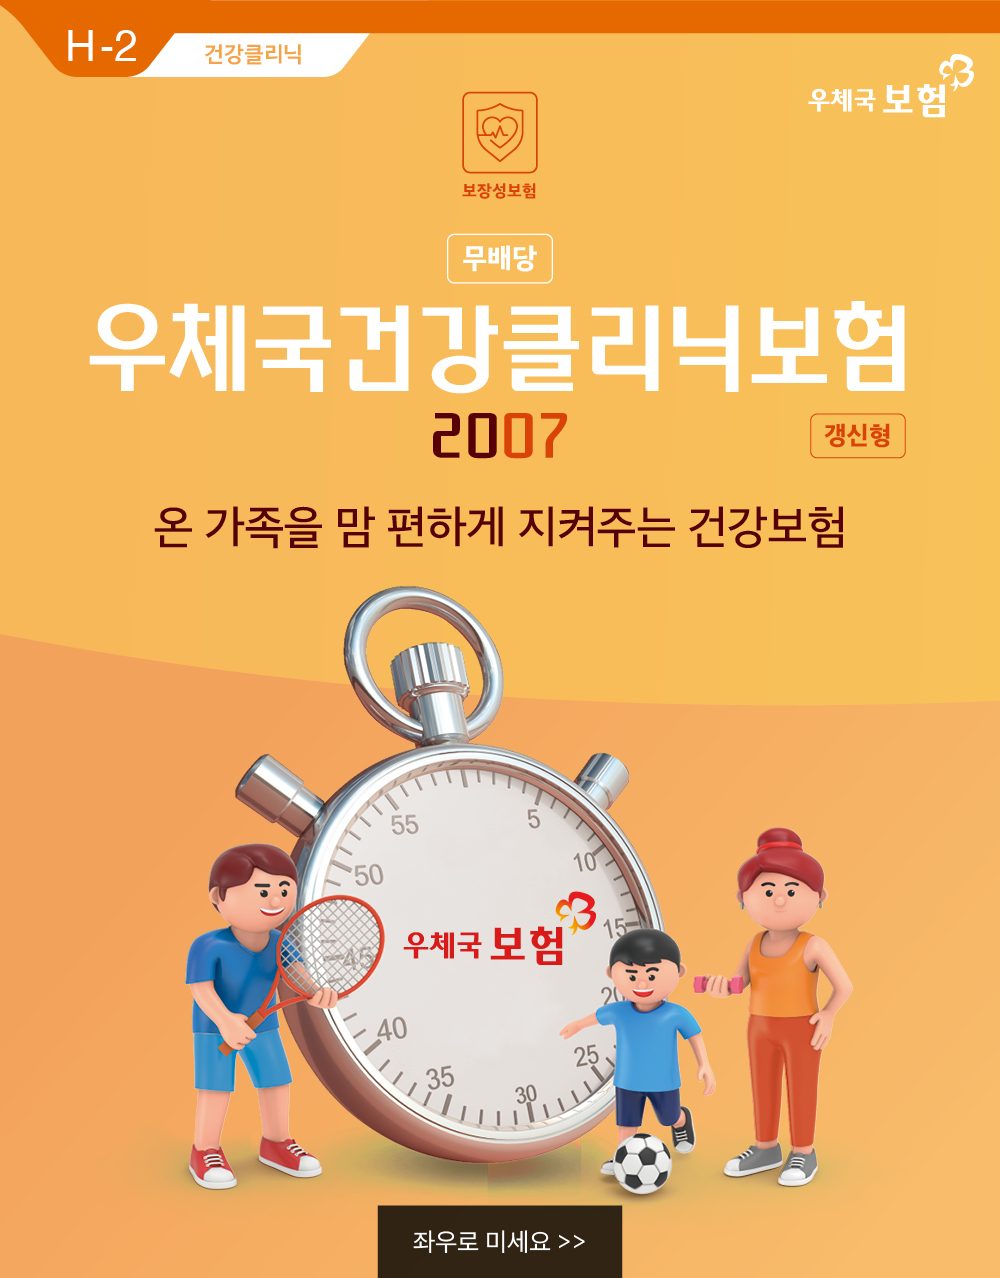 H-2
건강클리닉
우체국 보험
보장성보험
무배당
우체국건강클리닉보험
2007
갱신형
온 가족을 맘 편하게 지켜주는 건강보험
55
5
50
10
우체국 보험
15
45
20
40
25
35
30
좌우로 미세요 >>